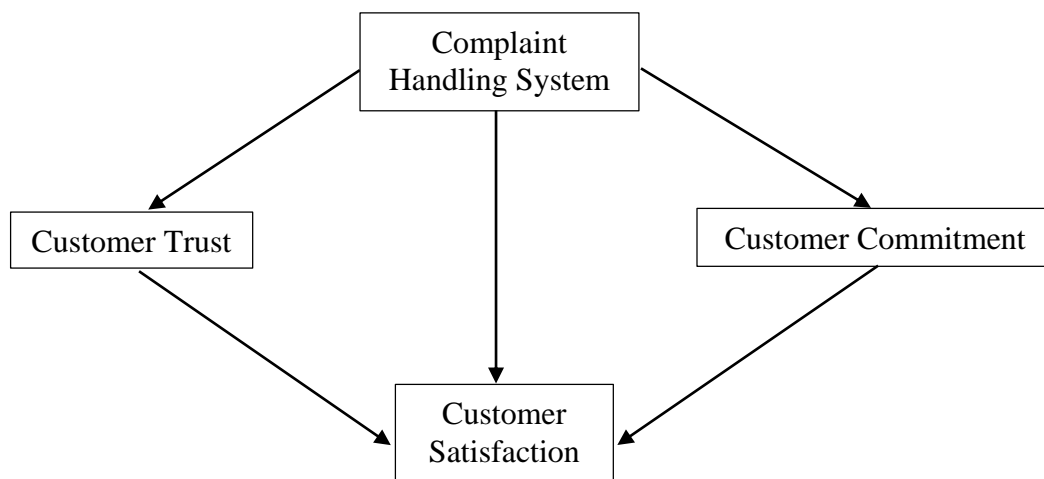 Complaint
Handling System
Customer Trust
Customer Commitment
Customer
Satisfaction